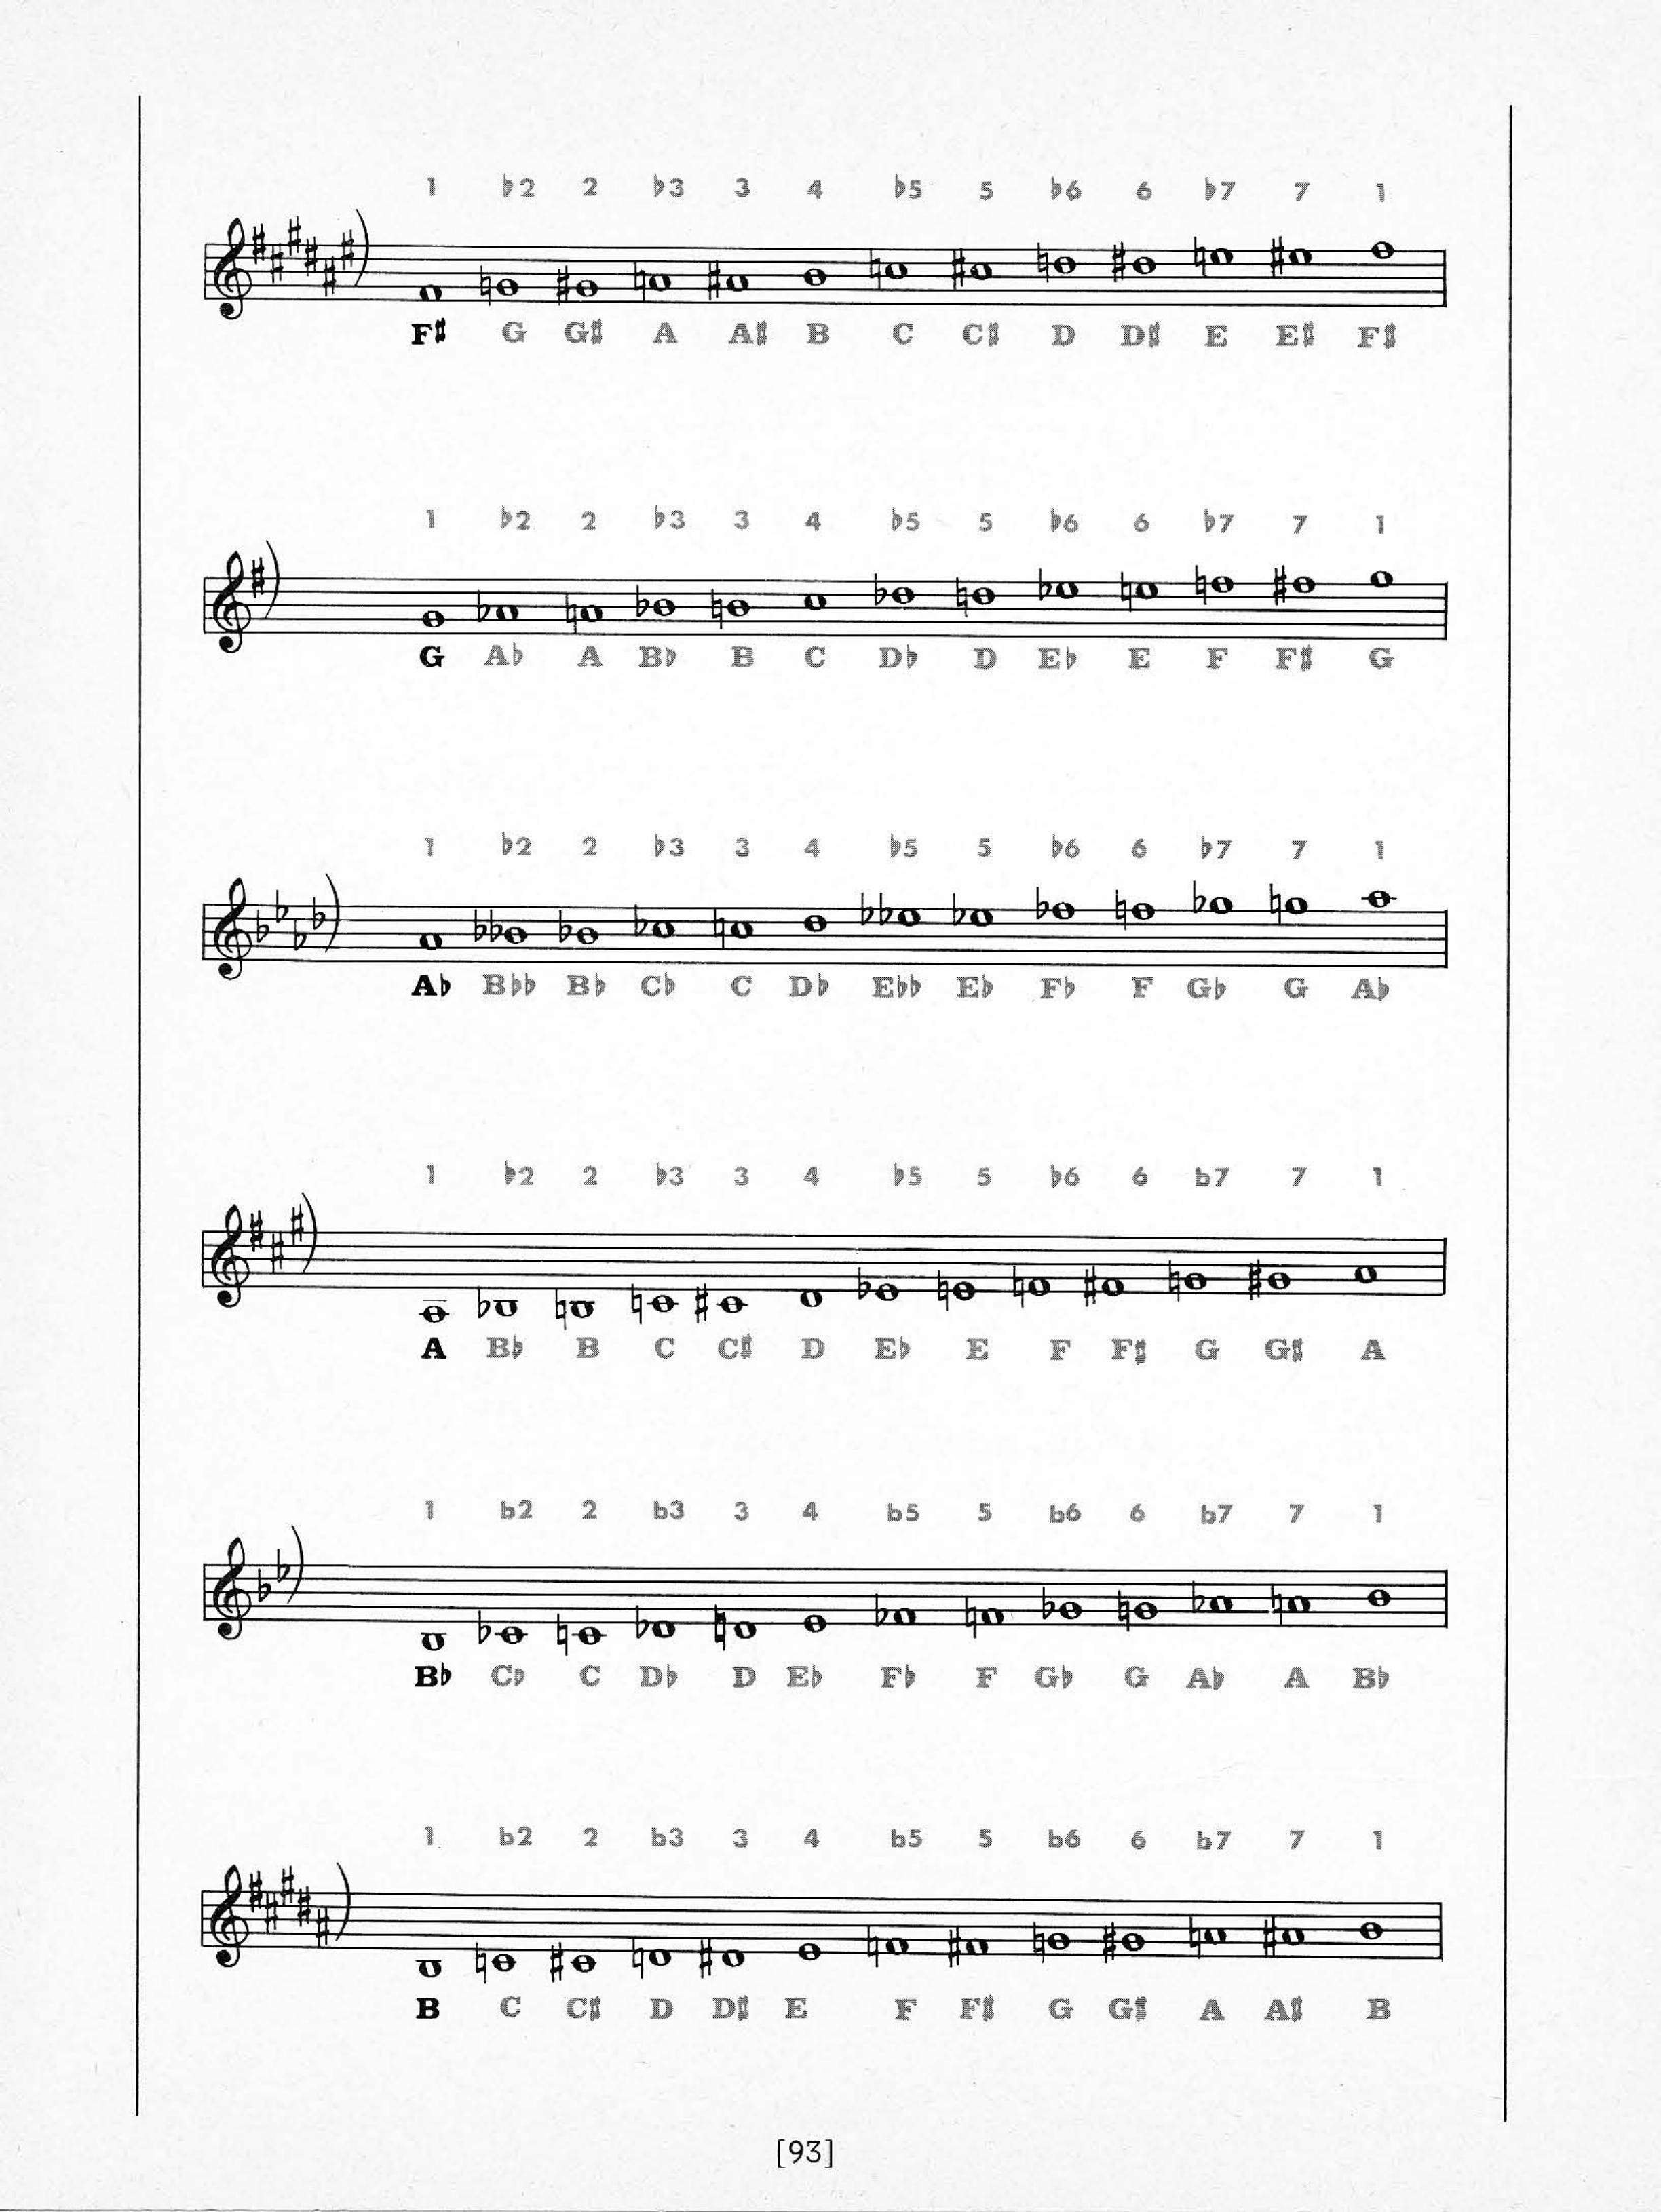 1 ♭2 2 ♭3 3 4 ♭5 5 ♭6 6 ♭7 7 1
F♯ G G♯ A A♯ B C C♯ D D♯ E E♯ F♯
1 ♭2 2 ♭3 3 4 ♭5 5 ♭6 6 ♭7 7 1
G A♭ A B♭ B C D♭ D E♭ E F F♯ G
1 ♭2 2 ♭3 3 4 ♭5 5 ♭6 6 ♭7 7 1
A♭ B♭♭ B♭ C♭ C D♭ E♭♭ E♭ F♭ F G♭ G A♭
1 ♭2 2 ♭3 3 4 ♭5 5 ♭6 6 b7 7 1
A B♭ B C C♯ D E♭ E F F♯ G G♯ A
1 b2 2 b3 3 4 b5 5 b6 6 b7 7 1
B♭ C♭ C D♭ D E♭ F♭ F G♭ G A♭ A B♭
1 b2 2 b3 3 4 b5 5 b6 6 b7 7 1
B C C♯ D D♯ E F F♯ G G♯ A A♯ B
[93]